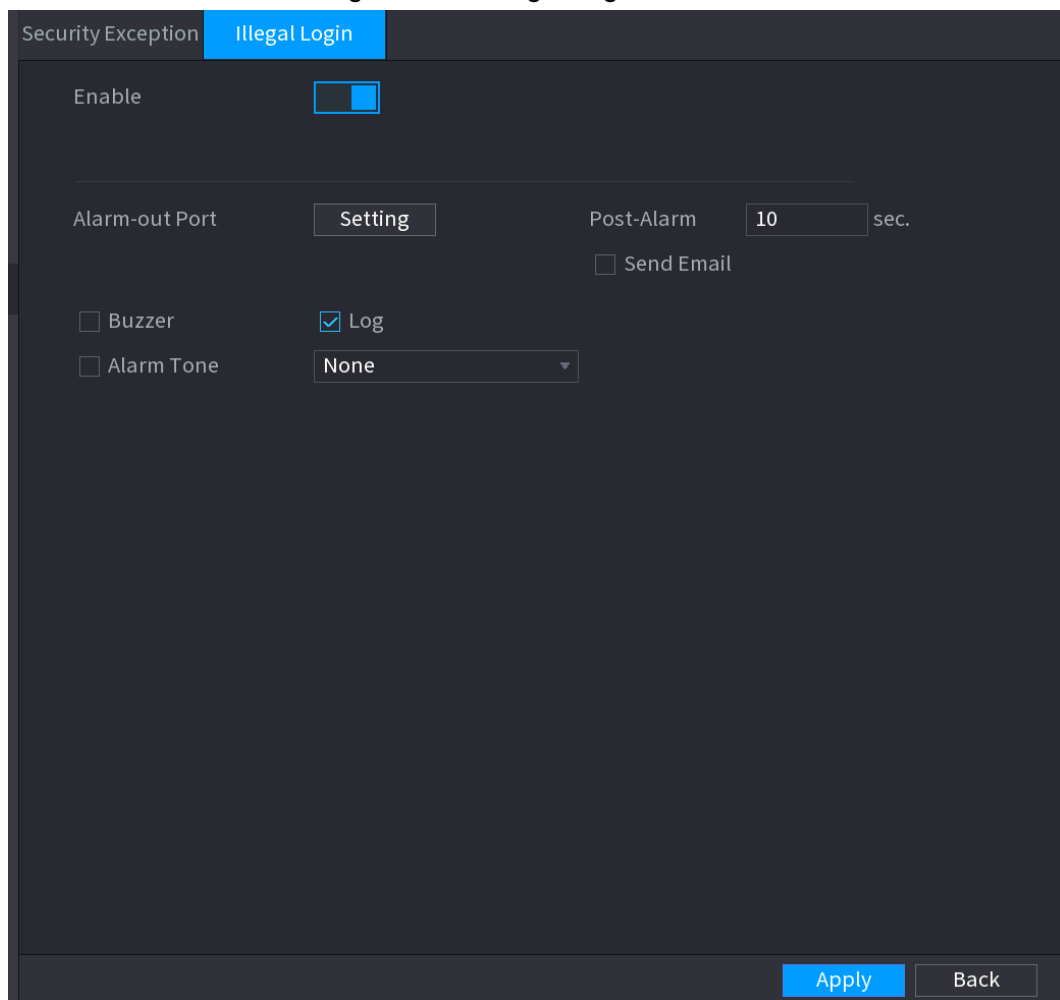 Security Exception Illegal Login
Enable
Alarm-out Port Setting Post-Alarm 10 sec.
Send Email
Buzzer Log
Alarm Tone None
Apply Back